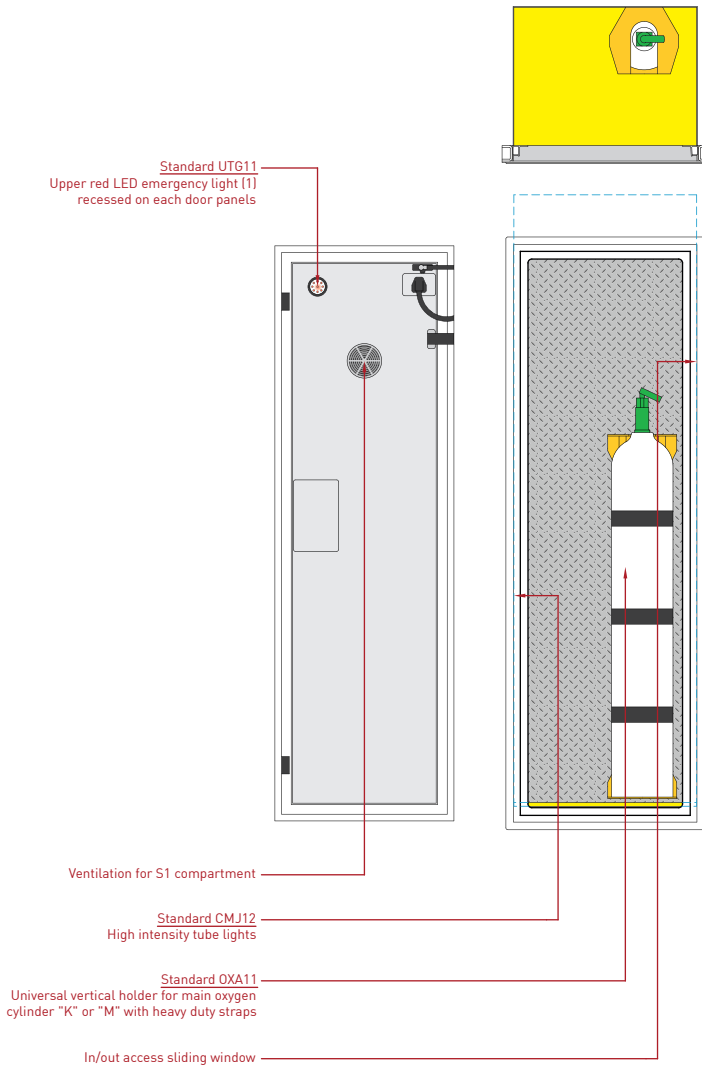 Standard UTG11
Upper red LED emergency light (1)
recessed on each door panels
Ventilation for S1 compartment
Standard CMJ12
High intensity tube lights
Standard OXA11
Universal vertical holder for main oxygen
cylinder "K" or "M" with heavy duty straps
In/out access sliding window